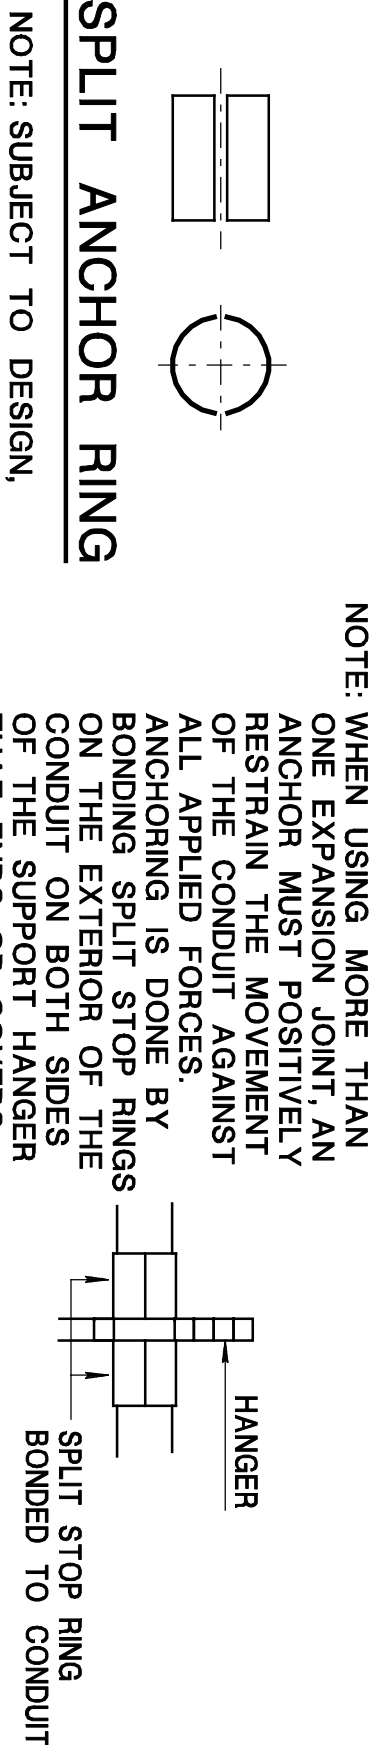 SPLIT ANCHOR RING
NOTE: SUBJECT TO DESIGN,
NOTE: WHEN USING MORE THAN
ONE EXPANSION JOINT, AN
ANCHOR MUST POSITIVELY
RESTRAIN THE MOVEMENT
OF THE CONDUIT AGAINST
ALL APPLIED FORCES.
ANCHORING IS DONE BY
BONDING SPLIT STOP RINGS
ON THE EXTERIOR OF THE
CONDUIT ON BOTH SIDES
OF THE SUPPORT HANGER
HANGER
SPLIT STOP RING
BONDED TO CONDUIT